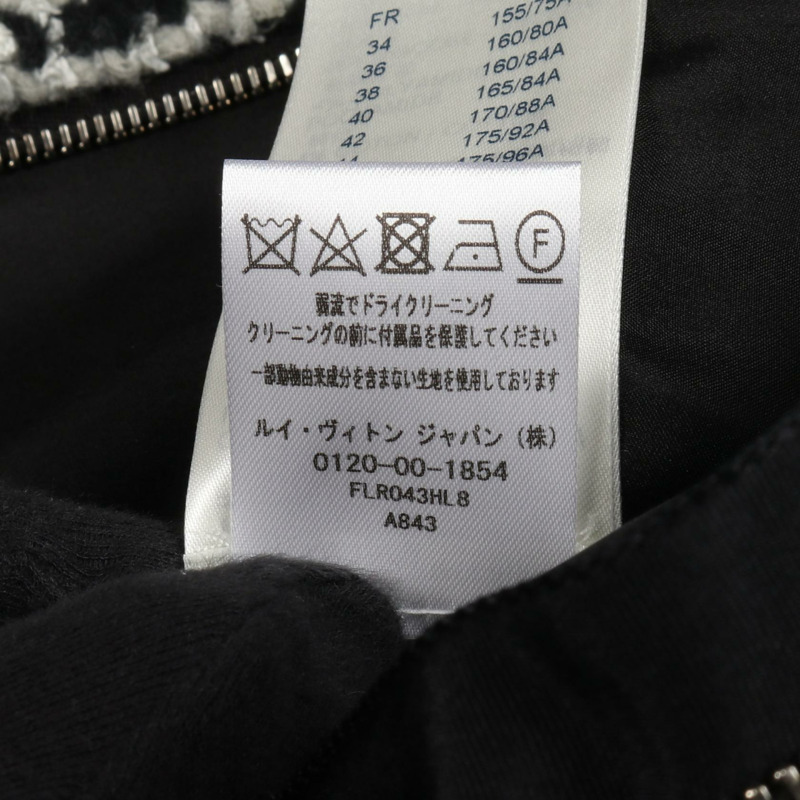 FR 155/75A
34 160/80A
36 160/84A
38 165/84A
40 170/88A
42 175/92A
44 175/96A
F
弱流でドライクリーニング
クリーニングの前に付属品を保護してください
一部動物由来成分を含まない生地を使用しております
ルイ・ヴィトン ジャパン（株）
0120-00-1854
FLR043HL8
A843